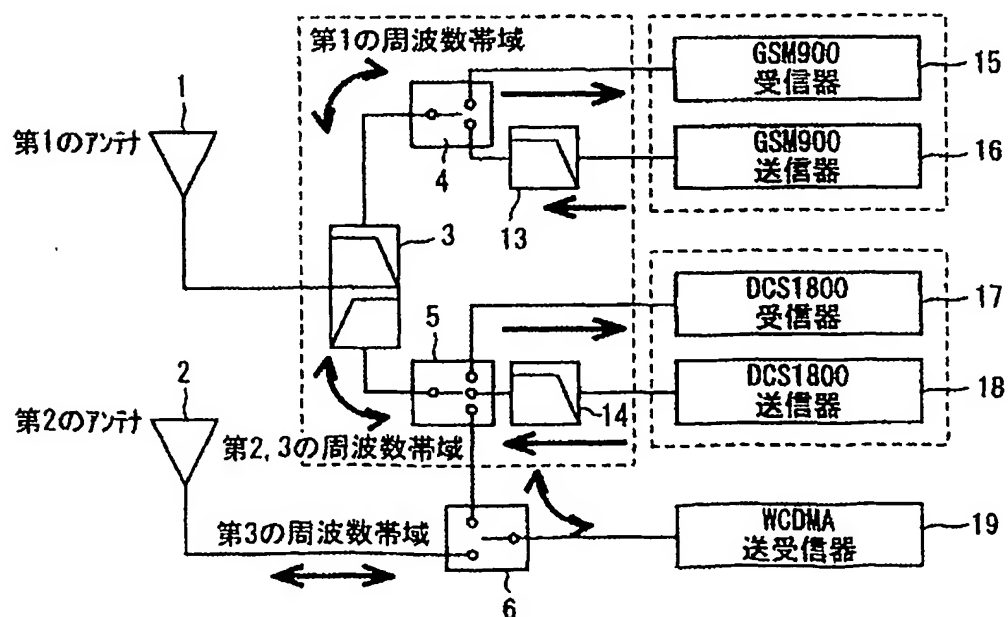 第1の周波数帯域
GSM900
受信器
15
1
第1のアンテナ
4
GSM900
送信器
16
13
3
DCS1800
受信器
17
5
2
第2のアンテナ
DCS1800
送信器
18
14
第2,3の周波数帯域
第3の周波数帯域
WCDMA
送受信器
19
6